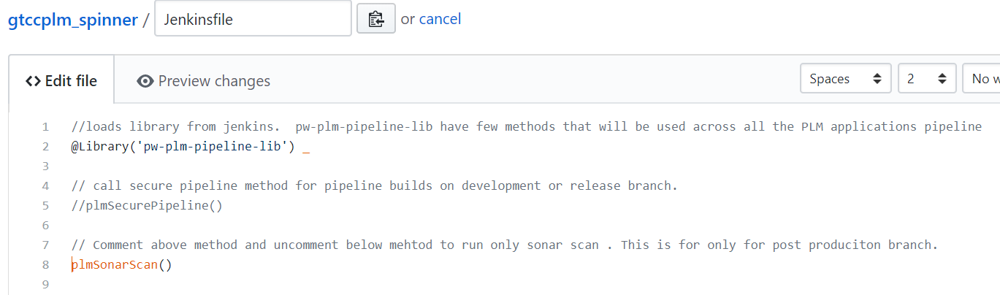 gtccplm_spinner / Jenkinsfile or cancel
Edit file Preview changes Spaces 2 No w
1 //loads library from jenkins.  pw-plm-pipeline-lib have few methods that will be used across all the PLM applications pipeline
2 @Library('pw-plm-pipeline-lib') _
3
4 // call secure pipeline method for pipeline builds on development or release branch.
5 //plmSecurePipeline()
6
7 // Comment above method and uncomment below mehtod to run only sonar scan . This is for only for post produciton branch.
8 plmSonarScan()
9